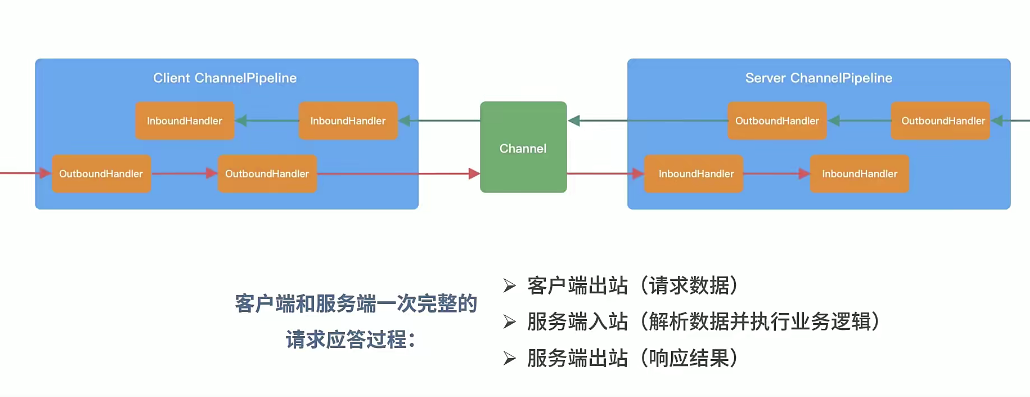 Client ChannelPipeline
InboundHandler
InboundHandler
OutboundHandler
OutboundHandler
Channel
Server ChannelPipeline
OutboundHandler
OutboundHandler
InboundHandler
InboundHandler
客户端和服务端一次完整的
请求应答过程：
➢ 客户端出站（请求数据）
➢ 服务端入站（解析数据并执行业务逻辑）
➢ 服务端出站（响应结果）